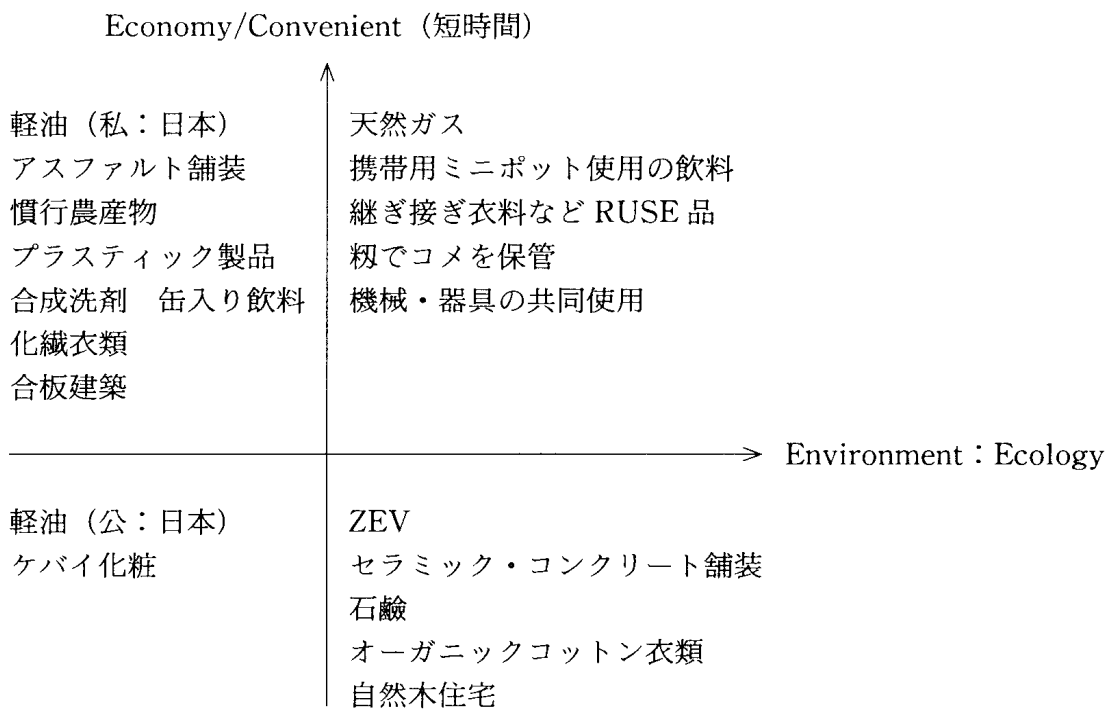 Economy/Convenient（短時間）
軽油（私：日本）
アスファルト舗装
慣行農産物
プラスティック製品
合成洗剤　缶入り飲料
化繊衣類
合板建築
天然ガス
携帯用ミニポット使用の飲料
継ぎ接ぎ衣料など RUSE 品
籾でコメを保管
機械・器具の共同使用
Environment：Ecology
軽油（公：日本）
ケバイ化粧
ZEV
セラミック・コンクリート舗装
石鹼
オーガニックコットン衣類
自然木住宅